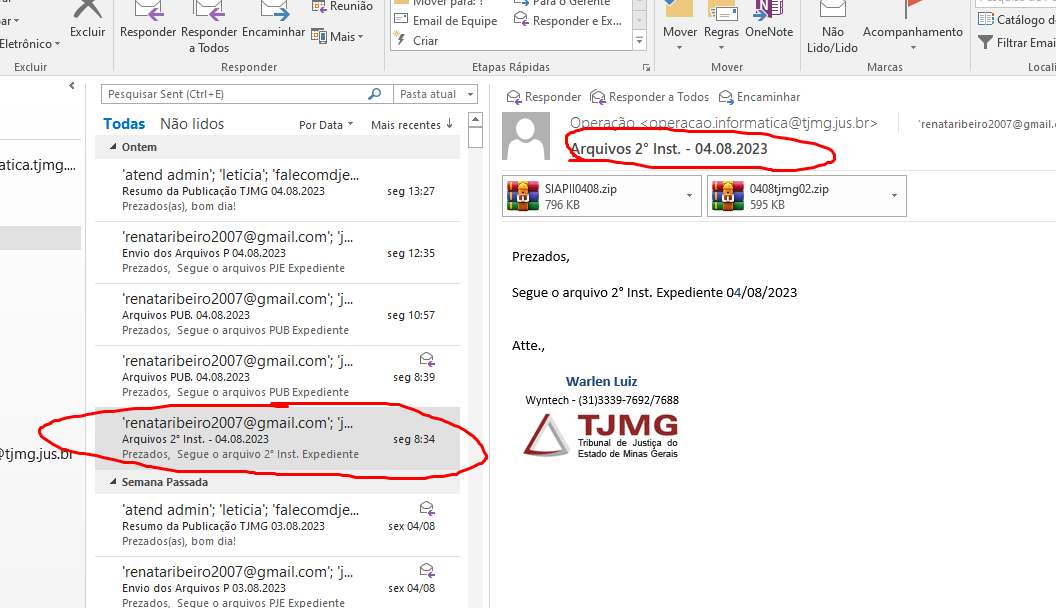 Mover para: ?
Para o Gerente
Reunião
Eletrônico
Excluir
Responder
Responder a Todos
Encaminhar
Mais
Email de Equipe
Responder e Ex...
Criar
Mover
Regras
OneNote
Não Lido/Lido
Acompanhamento
Catálogo d
Filtrar Emai
Excluir
Responder
Etapas Rápidas
Mover
Marcas
Locali
Pesquisar Sent (Ctrl+E)
Pasta atual
Todas
Não lidos
Por Data
Mais recentes
Ontem
'atend admin'; 'leticia'; 'falecomdje...
Resumo da Publicação TJMG 04.08.2023
seg 13:27
Prezados(as), bom dia!
'renataribeiro2007@gmail.com'; 'j...
Envio dos Arquivos P 04.08.2023
seg 12:35
Prezados, Segue o arquivos PJE Expediente
'renataribeiro2007@gmail.com'; 'j...
Arquivos PUB. 04.08.2023
seg 10:57
Prezados, Segue o arquivos PUB Expediente
'renataribeiro2007@gmail.com'; 'j...
Arquivos PUB. 04.08.2023
seg 8:39
Prezados, Segue o arquivos PUB Expediente
'renataribeiro2007@gmail.com'; 'j...
Arquivos 2° Inst. - 04.08.2023
seg 8:34
Prezados, Segue o arquivo 2° Inst. Expediente
Semana Passada
'atend admin'; 'leticia'; 'falecomdje...
Resumo da Publicação TJMG 03.08.2023
sex 04/08
Prezados(as), bom dia!
'renataribeiro2007@gmail.com'; 'j...
Envio dos Arquivos P 03.08.2023
sex 04/08
Prezados, Segue o arquivos PJE Expediente
atica.tjmg....
@tjmg.jus.br
Responder
Responder a Todos
Encaminhar
Operação <operacao.informatica@tjmg.jus.br>
'renataribeiro2007@gmail.c
Arquivos 2° Inst. - 04.08.2023
SIAPII0408.zip
796 KB
0408tjmg02.zip
595 KB
Prezados,
Segue o arquivo 2° Inst. Expediente 04/08/2023
Atte.,
Warlen Luiz
Wyntech - (31)3339-7692/7688
TJMG
Tribunal de Justiça do
Estado de Minas Gerais